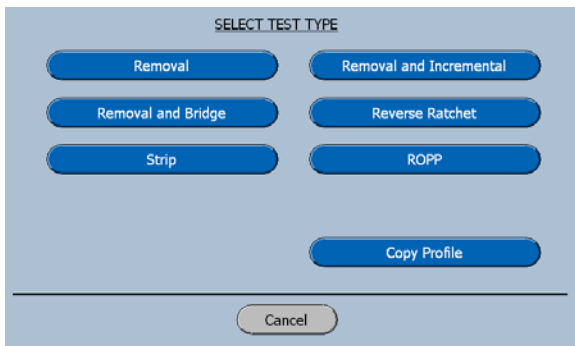 SELECT TEST TYPE
Removal
Removal and Incremental
Removal and Bridge
Reverse Ratchet
Strip
ROPP
Copy Profile
Cancel